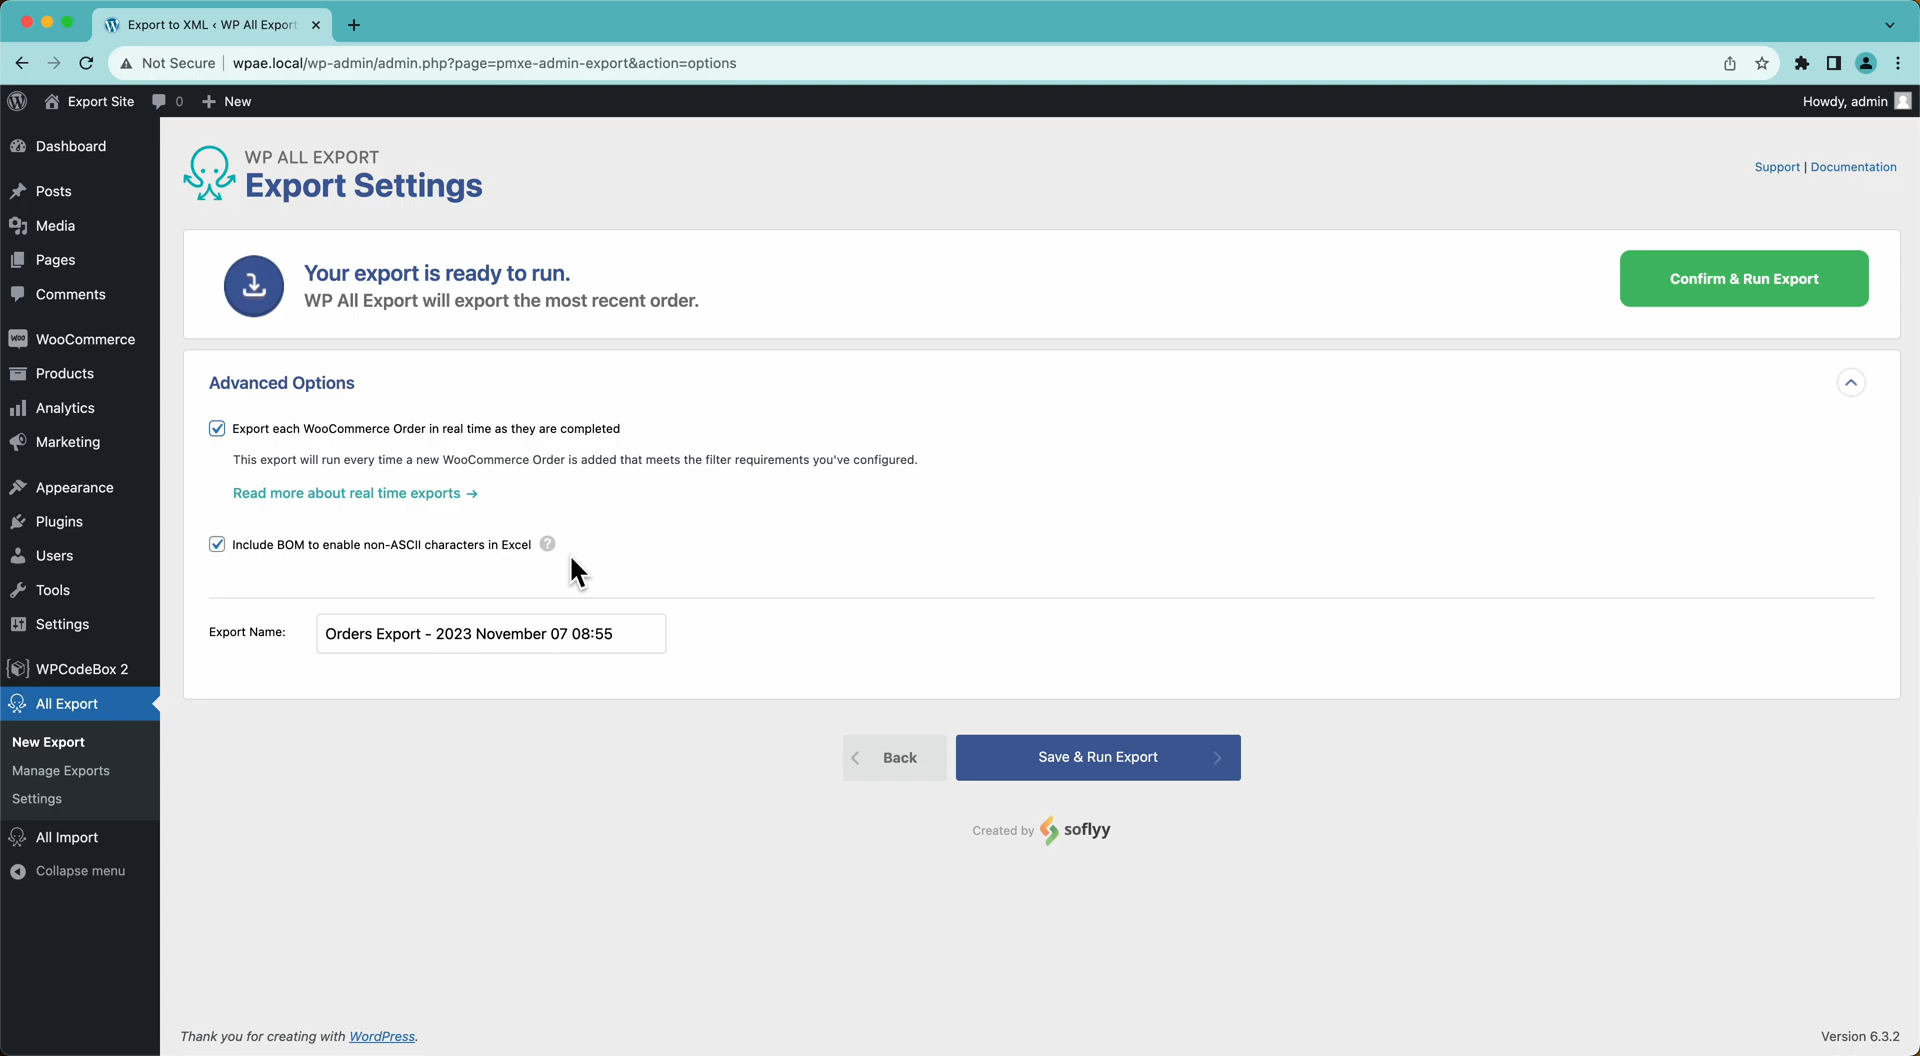 Export to XML ‹ WP All Export
Not Secure
wpae.local/wp-admin/admin.php?page=pmxe-admin-export&action=options
Export Site
0
New
Howdy, admin
Dashboard
Posts
Media
Pages
Comments
WooCommerce
Products
Analytics
Marketing
Appearance
Plugins
Users
Tools
Settings
WPCodeBox 2
All Export
New Export
Manage Exports
Settings
All Import
Collapse menu
WP ALL EXPORT
Export Settings
Support | Documentation
Your export is ready to run.
WP All Export will export the most recent order.
Confirm & Run Export
Advanced Options
Export each WooCommerce Order in real time as they are completed
This export will run every time a new WooCommerce Order is added that meets the filter requirements you've configured.
Read more about real time exports →
Include BOM to enable non-ASCII characters in Excel ?
Export Name:
Orders Export - 2023 November 07 08:55
Back
Save & Run Export
Created by soflyy
Thank you for creating with WordPress.
Version 6.3.2